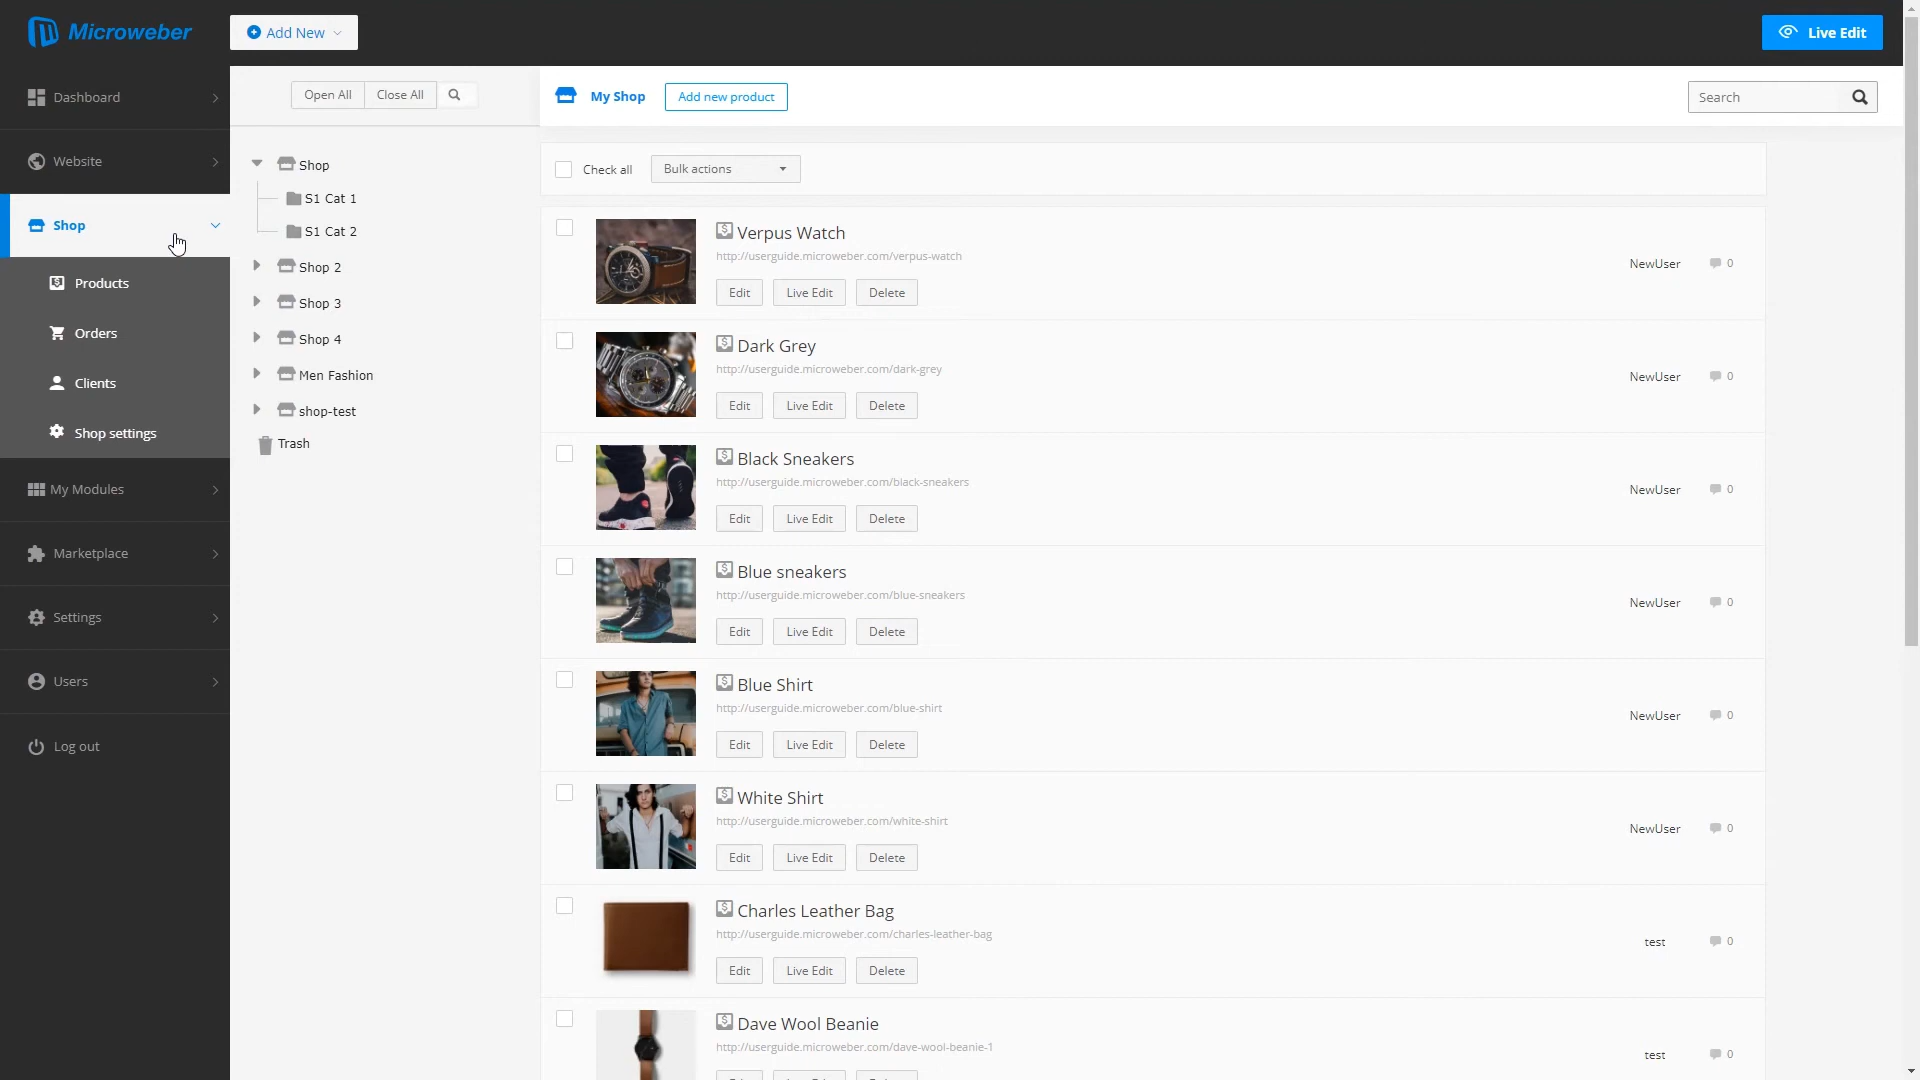 Microweber
Add New
Live Edit
Dashboard
Website
Shop
Products
Orders
Clients
Shop settings
My Modules
Marketplace
Settings
Users
Log out
Open All
Close All
Shop
S1 Cat 1
S1 Cat 2
Shop 2
Shop 3
Shop 4
Men Fashion
shop-test
Trash
My Shop
Add new product
Search
Check all
Bulk actions
Verpus Watch
http://userguide.microweber.com/verpus-watch
Edit Live Edit Delete
NewUser 0
Dark Grey
http://userguide.microweber.com/dark-grey
Edit Live Edit Delete
NewUser 0
Black Sneakers
http://userguide.microweber.com/black-sneakers
Edit Live Edit Delete
NewUser 0
Blue sneakers
http://userguide.microweber.com/blue-sneakers
Edit Live Edit Delete
NewUser 0
Blue Shirt
http://userguide.microweber.com/blue-shirt
Edit Live Edit Delete
NewUser 0
White Shirt
http://userguide.microweber.com/white-shirt
Edit Live Edit Delete
NewUser 0
Charles Leather Bag
http://userguide.microweber.com/charles-leather-bag
Edit Live Edit Delete
test 0
Dave Wool Beanie
http://userguide.microweber.com/dave-wool-beanie-1
test 0